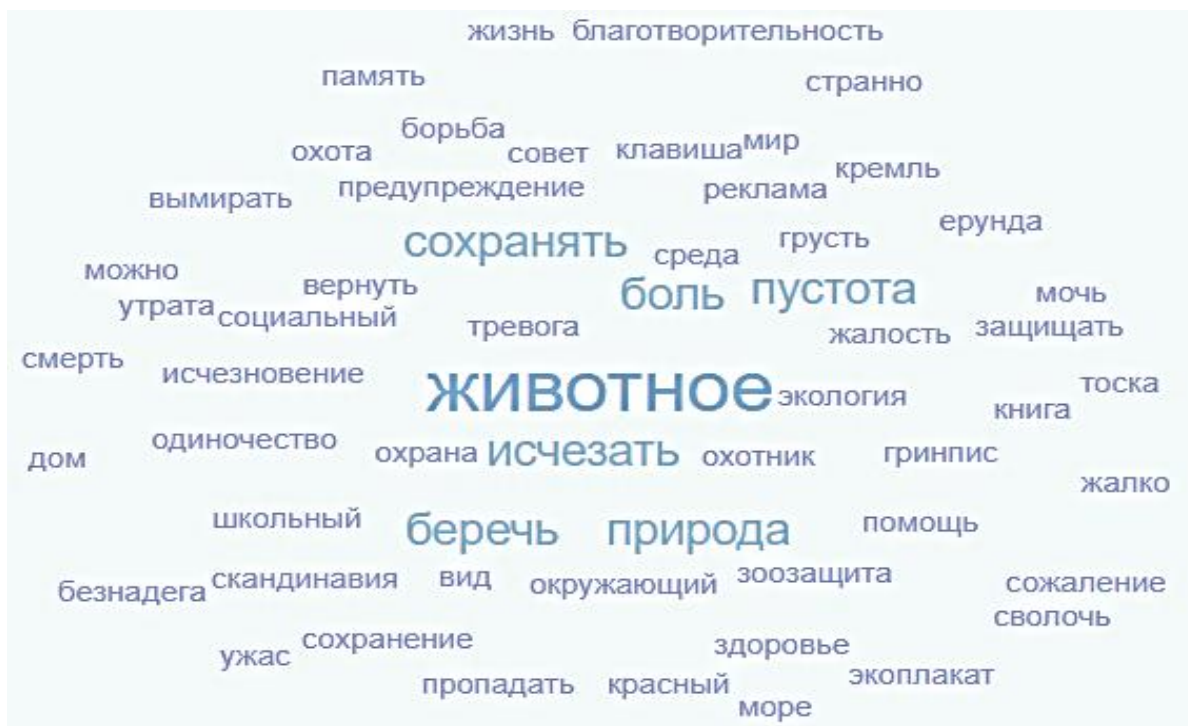 жизнь благотворительность
память странно
борьба
охота совет клавиша мир
кремль
вымирать предупреждение реклама
ерунда
сохранять среда грусть
можно
вернуть боль пустота мочь
утрата социальный тревога жалость защищать
смерть исчезновение
животное экология тоска
книга
одиночество
дом охрана исчезать охотник гринпис
жалко
школьный беречь природа помощь
безнадега скандинавия вид окружающий зоозащита сожаление
сволочь
ужас сохранение здоровье
пропадать красный экоплакат
море